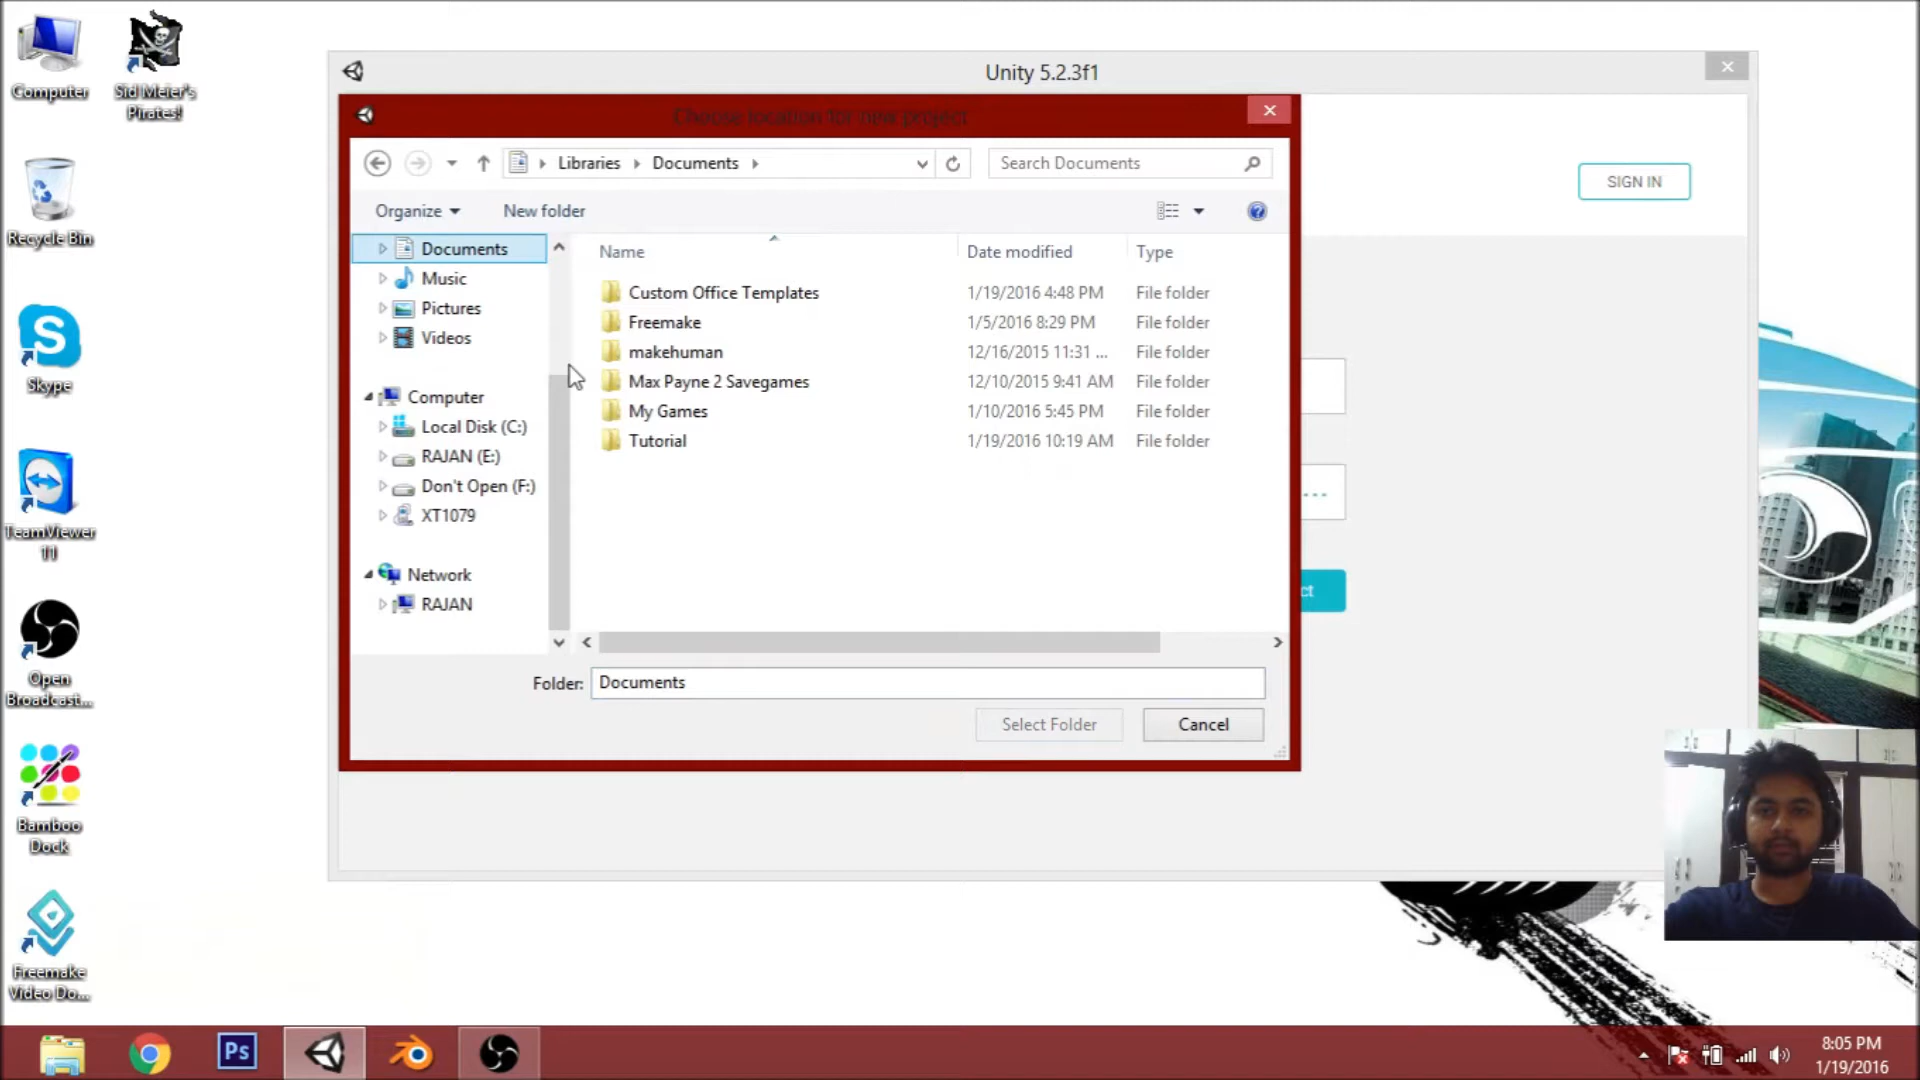 Computer
Sid Meier's
Pirates!
Recycle Bin
Skype
TeamViewer
11
Open
Broadcast...
Bamboo
Dock
Freemake
Video Do...
Unity 5.2.3f1
Choose location for new project
Libraries
Documents
Search Documents
SIGN IN
Organize
New folder
Documents
Music
Pictures
Videos
Computer
Local Disk (C:)
RAJAN (E:)
Don't Open (F:)
XT1079
Network
RAJAN
Name Date modified Type
Custom Office Templates 1/19/2016 4:48 PM File folder
Freemake 1/5/2016 8:29 PM File folder
makehuman 12/16/2015 11:31 ... File folder
Max Payne 2 Savegames 12/10/2015 9:41 AM File folder
My Games 1/10/2016 5:45 PM File folder
Tutorial 1/19/2016 10:19 AM File folder
...
ct
Folder: Documents
Select Folder
Cancel
Ps
8:05 PM
1/19/2016